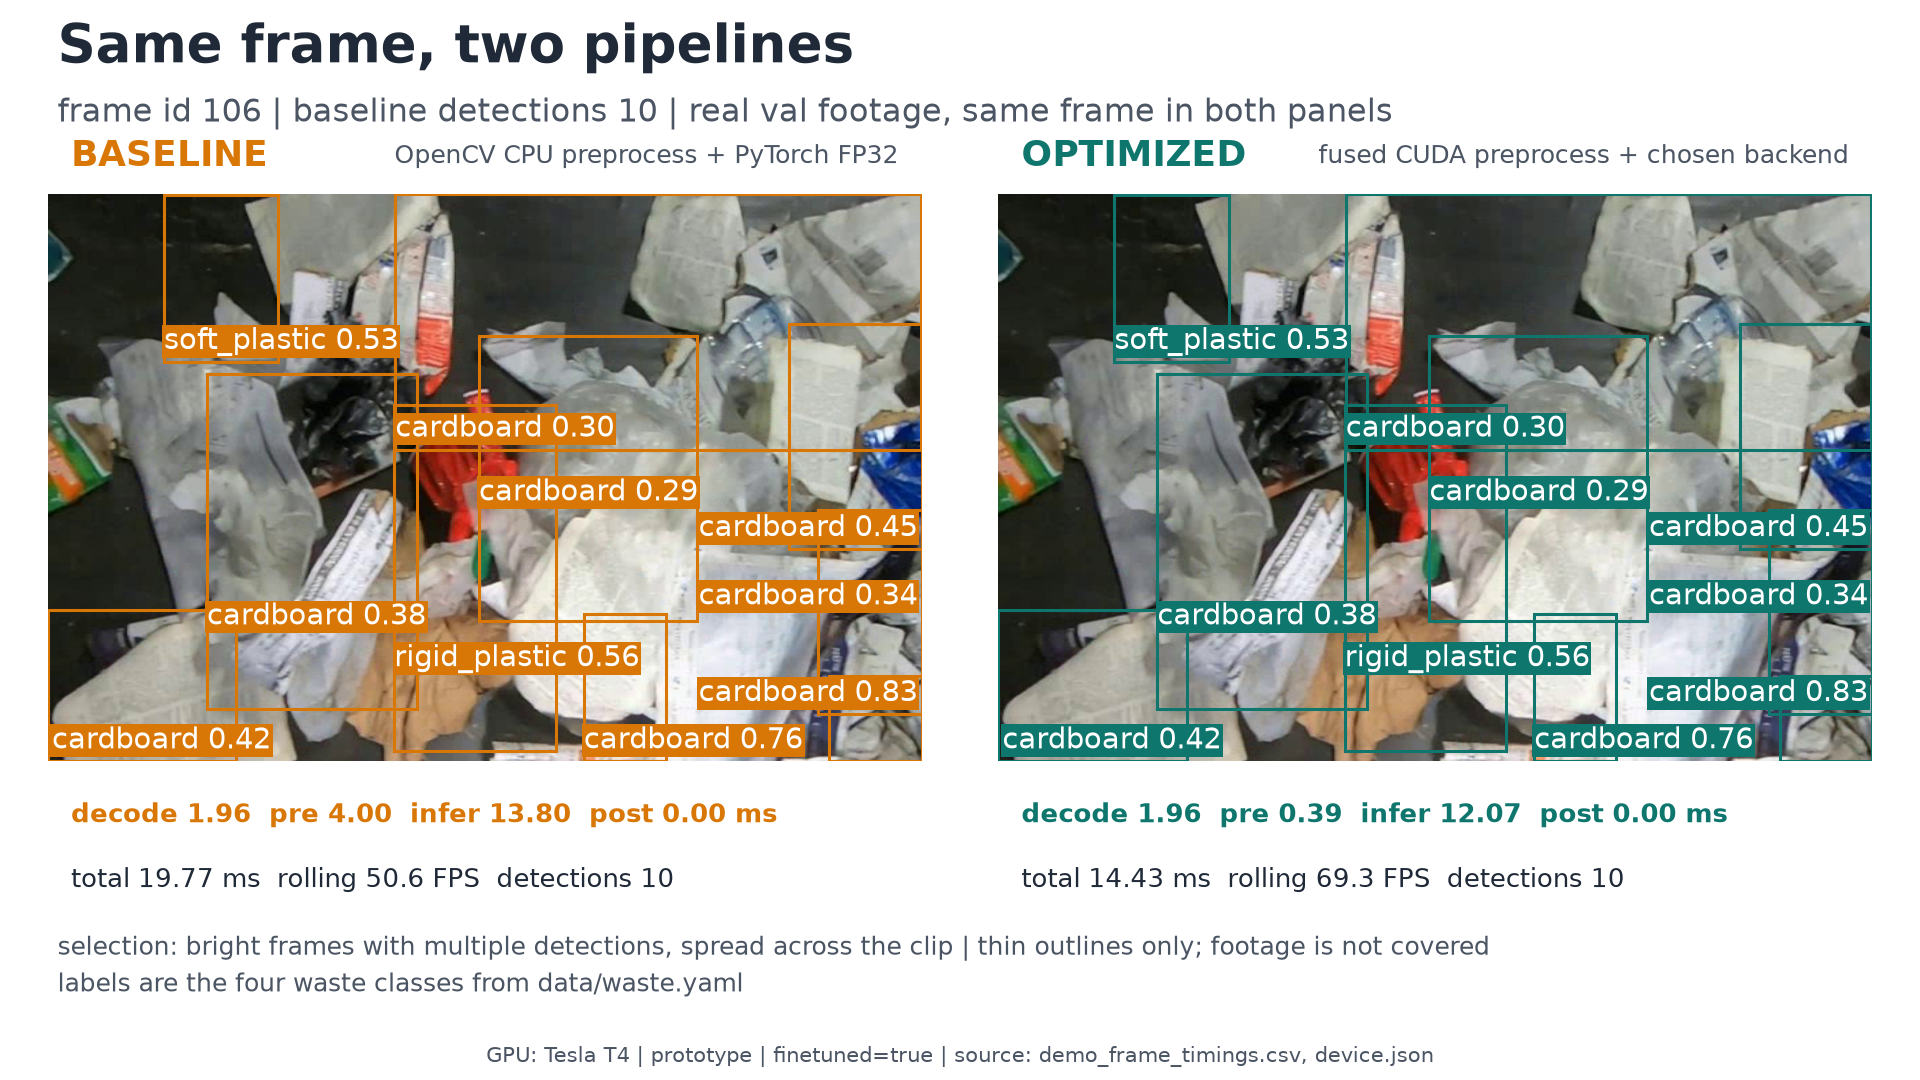 Same frame, two pipelines
frame id 106 | baseline detections 10 | real val footage, same frame in both panels
BASELINE
OpenCV CPU preprocess + PyTorch FP32
soft_plastic 0.53
cardboard 0.30
cardboard 0.29
cardboard 0.45
cardboard 0.34
cardboard 0.38
rigid_plastic 0.56
cardboard 0.83
cardboard 0.42
cardboard 0.76
decode 1.96 pre 4.00 infer 13.80 post 0.00 ms
total 19.77 ms rolling 50.6 FPS detections 10
OPTIMIZED
fused CUDA preprocess + chosen backend
soft_plastic 0.53
cardboard 0.30
cardboard 0.29
cardboard 0.45
cardboard 0.34
cardboard 0.38
rigid_plastic 0.56
cardboard 0.83
cardboard 0.42
cardboard 0.76
decode 1.96 pre 0.39 infer 12.07 post 0.00 ms
total 14.43 ms rolling 69.3 FPS detections 10
selection: bright frames with multiple detections, spread across the clip | thin outlines only; footage is not covered
labels are the four waste classes from data/waste.yaml
GPU: Tesla T4 | prototype | finetuned=true | source: demo_frame_timings.csv, device.json